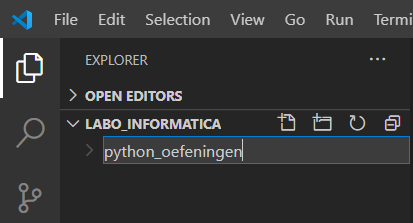 File Edit Selection View Go Run Termi
EXPLORER
OPEN EDITORS
LABO_INFORMATICA
python_oefeningen